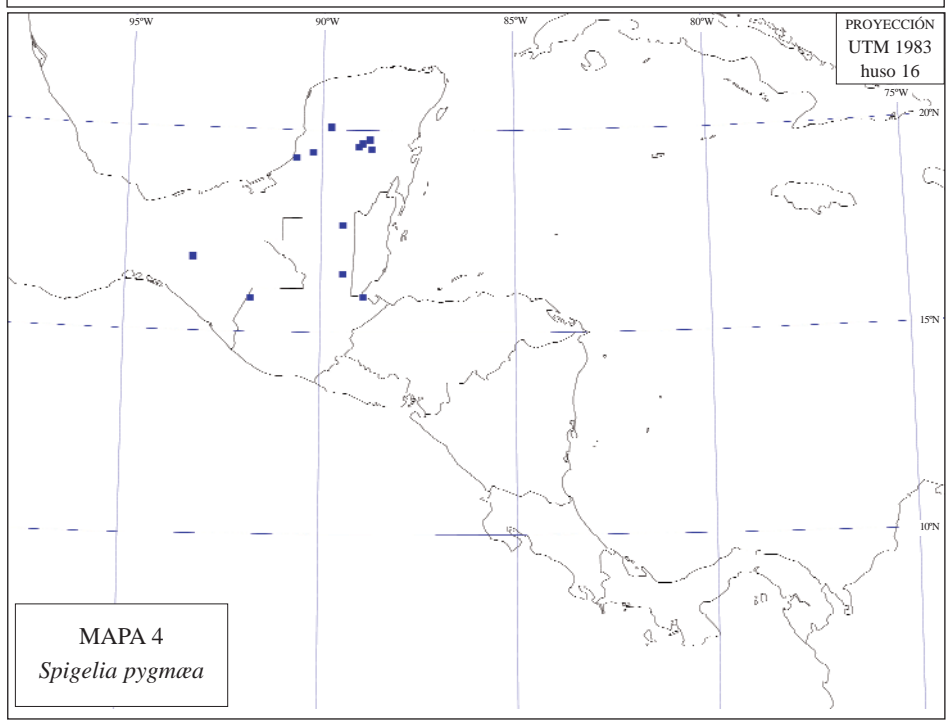 95ºW
90ºW
85ºW
80ºW
PROYECCIÓN
UTM 1983
huso 16
75ºW
20ºN
15ºN
10ºN
MAPA 4
Spigelia pygmæa